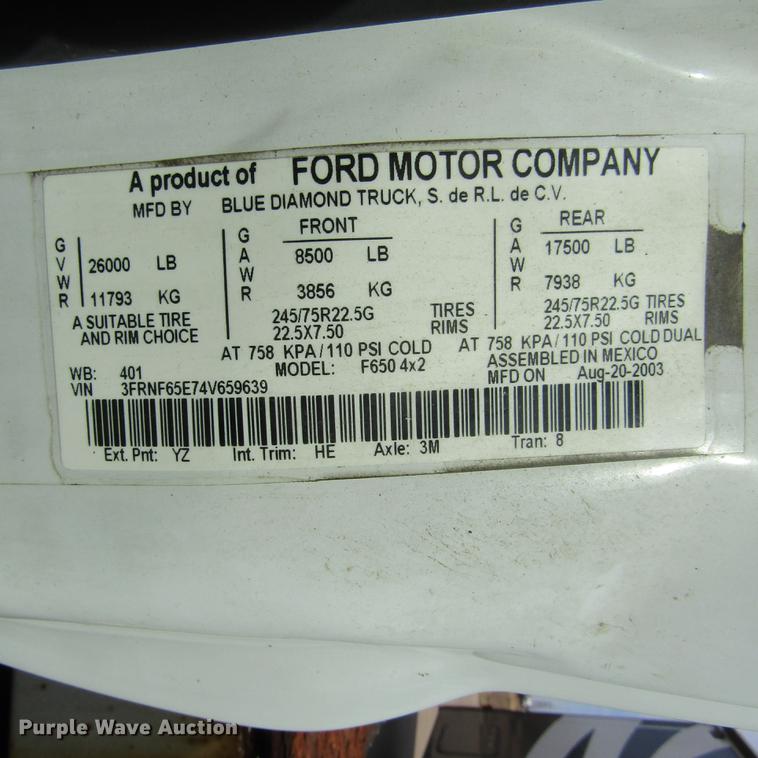 A product of FORD MOTOR COMPANY
MFD BY BLUE DIAMOND TRUCK, S. de R.L. de C.V.
GVWR 26000 LB
11793 KG
A SUITABLE TIRE
AND RIM CHOICE
GAWR FRONT
8500 LB
3856 KG
245/75R22.5G TIRES
22.5X7.50 RIMS
AT 758 KPA/110 PSI COLD
GAWR REAR
17500 LB
7938 KG
245/75R22.5G TIRES
22.5X7.50 RIMS
AT 758 KPA/110 PSI COLD DUAL
WB: 401 MODEL: F650 4x2 ASSEMBLED IN MEXICO
VIN 3FRNF65E74V659639 MFD ON Aug-20-2003
Ext. Pnt: YZ Int. Trim: HE Axle: 3M Tran: 8
Purple Wave Auction